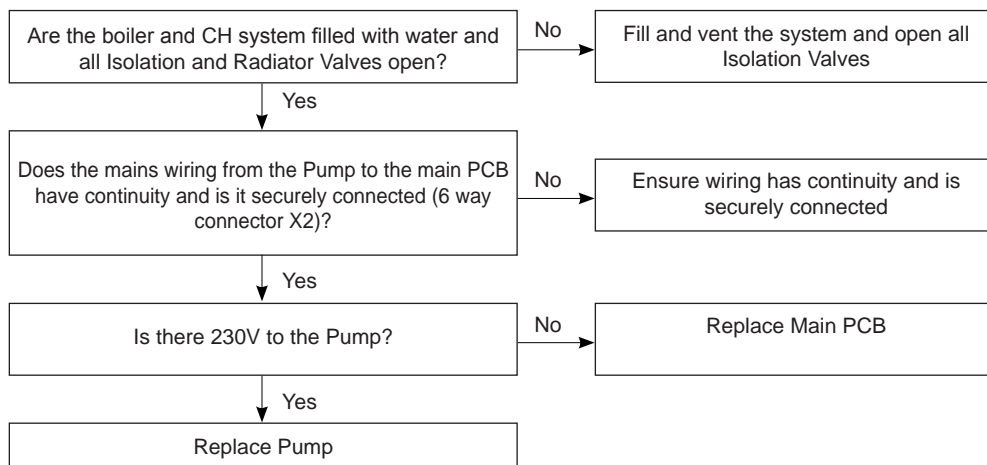 Are the boiler and CH system filled with water and
all Isolation and Radiator Valves open?
No
Fill and vent the system and open all
Isolation Valves
Yes
Does the mains wiring from the Pump to the main PCB
have continuity and is it securely connected (6 way
connector X2)?
No
Ensure wiring has continuity and is
securely connected
Yes
Is there 230V to the Pump?
No
Replace Main PCB
Yes
Replace Pump